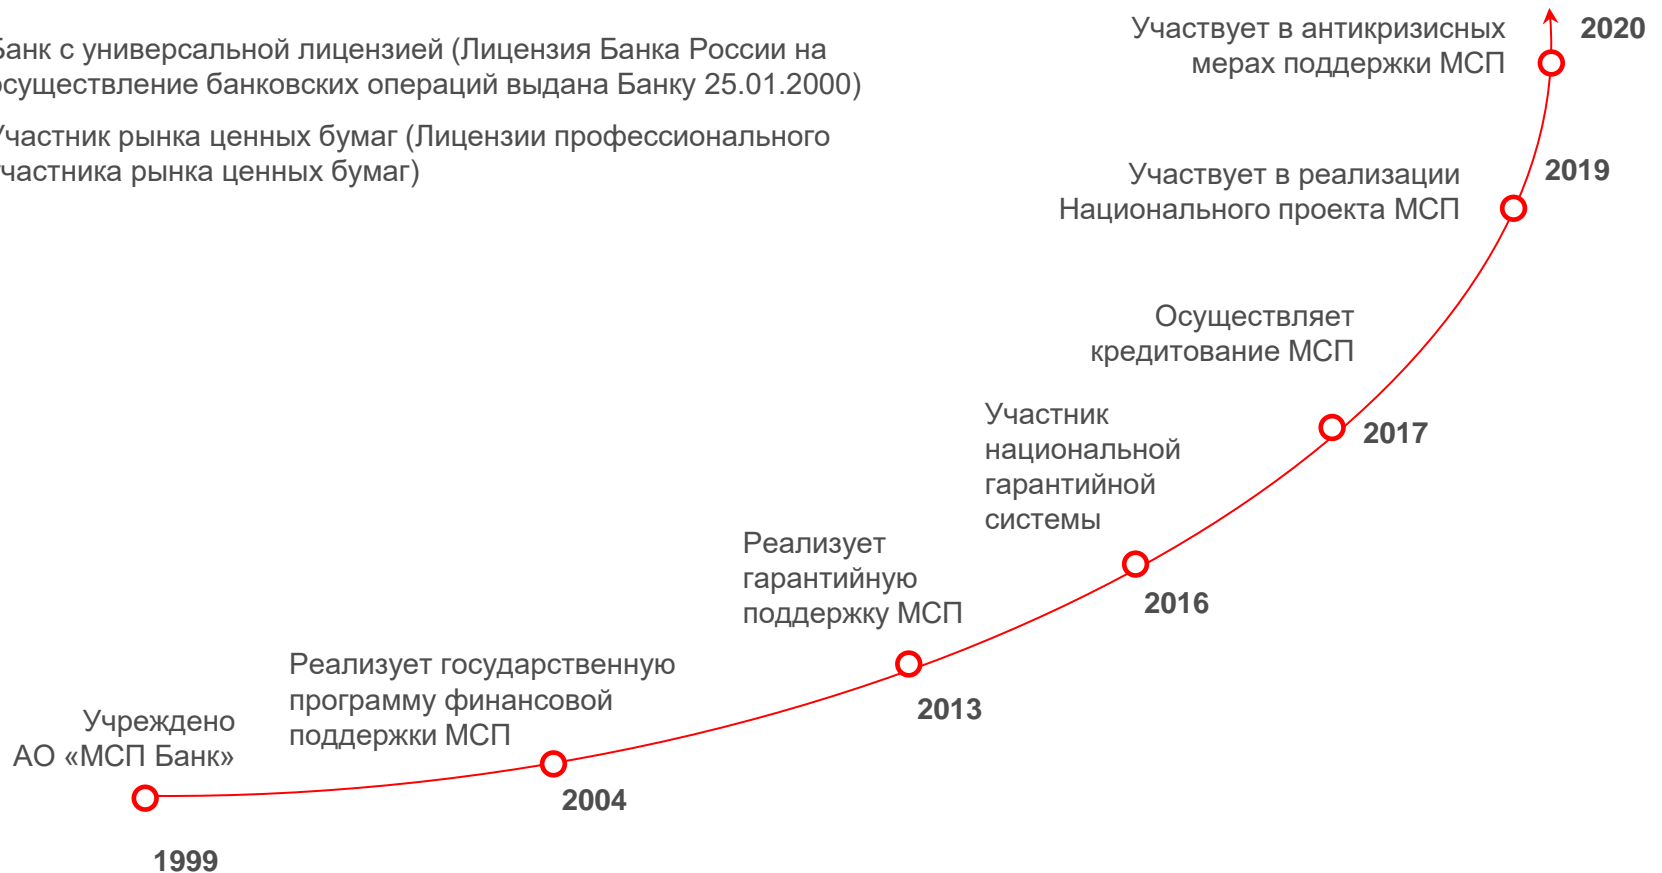 Банк с универсальной лицензией (Лицензия Банка России на
осуществление банковских операций выдана Банку 25.01.2000)
Участник рынка ценных бумаг (Лицензии профессионального
участника рынка ценных бумаг)
Участвует в антикризисных
мерах поддержки МСП
2020
Участвует в реализации
Национального проекта МСП
2019
Осуществляет
кредитование МСП
2017
Участник
национальной
гарантийной
системы
2016
Реализует
гарантийную
поддержку МСП
2013
Реализует государственную
программу финансовой
поддержки МСП
2004
Учреждено
АО «МСП Банк»
1999